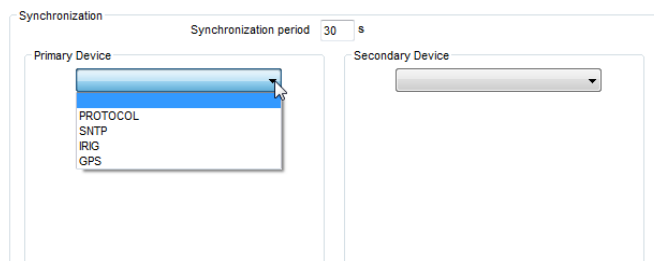 Synchronization
Synchronization period 30 s
Primary Device
Secondary Device
PROTOCOL
SNTP
IRIG
GPS